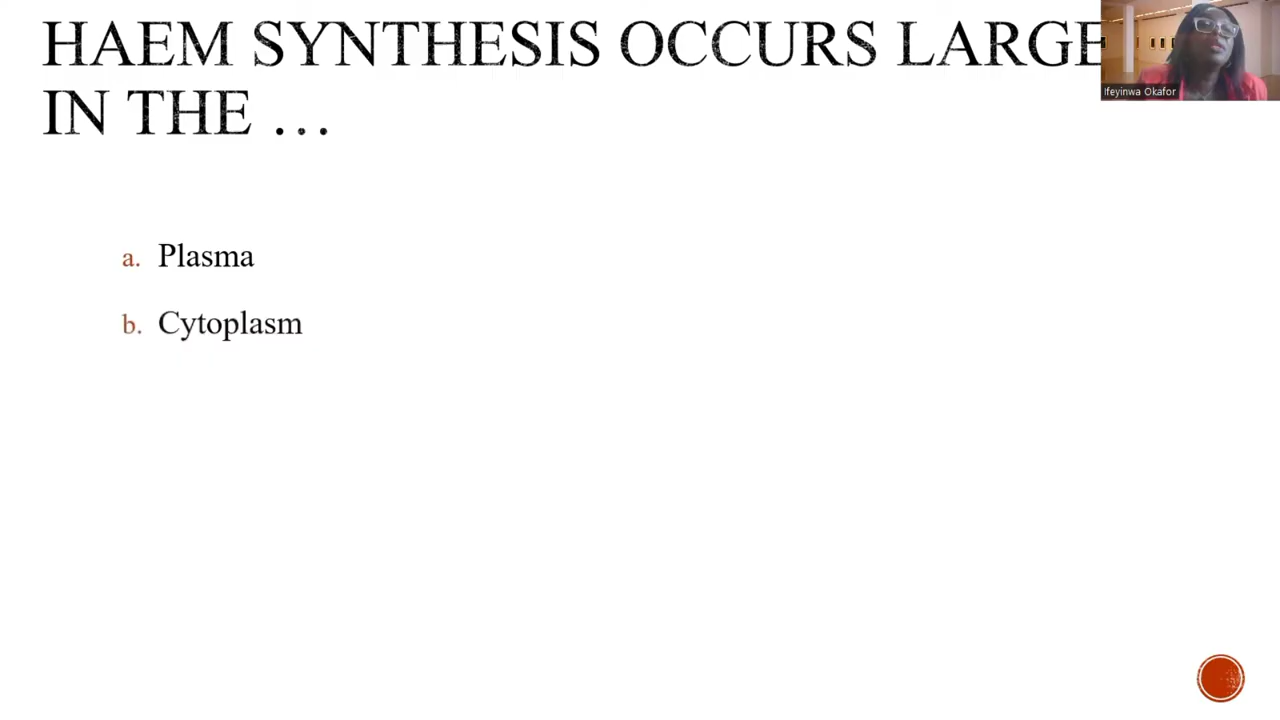 HAEM SYNTHESIS OCCURS LARGE
IN THE ...
Ifeyinwa Okafor
a. Plasma
b. Cytoplasm